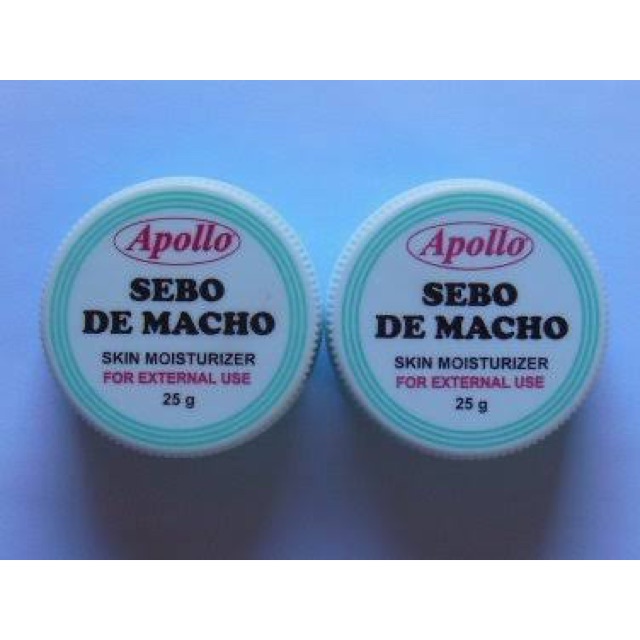 Apollo
SEBO
DE MACHO
SKIN MOISTURIZER
FOR EXTERNAL USE
25 g
Apollo
SEBO
DE MACHO
SKIN MOISTURIZER
FOR EXTERNAL USE
25 g